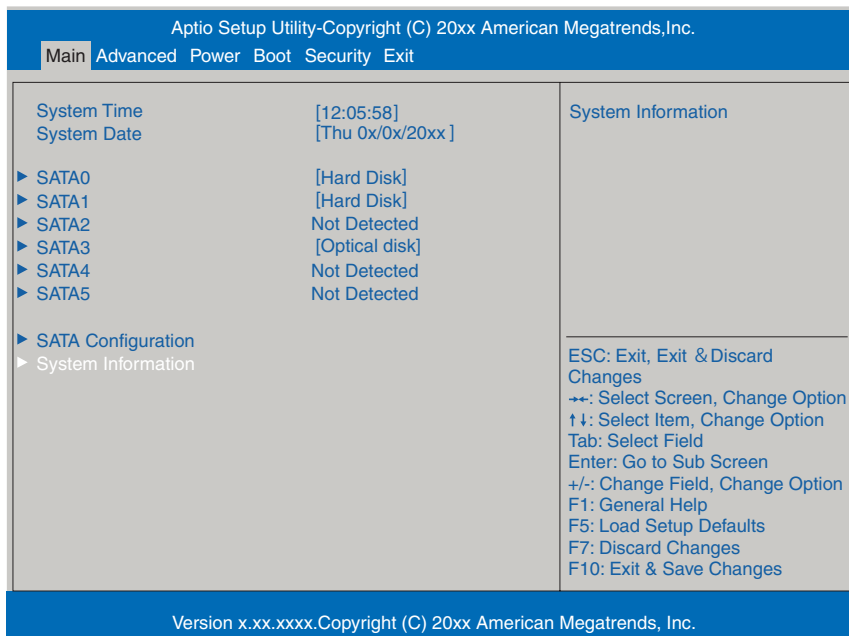 Aptio Setup Utility-Copyright (C) 20xx American Megatrends,Inc.
Main Advanced Power Boot Security Exit
System Time [12:05:58]
System Date [Thu 0x/0x/20xx ]
▶ SATA0 [Hard Disk]
▶ SATA1 [Hard Disk]
▶ SATA2 Not Detected
▶ SATA3 [Optical disk]
▶ SATA4 Not Detected
▶ SATA5 Not Detected
▶ SATA Configuration
▶ System Information
System Information
ESC: Exit, Exit & Discard
Changes
→←: Select Screen, Change Option
↑↓: Select Item, Change Option
Tab: Select Field
Enter: Go to Sub Screen
+/-: Change Field, Change Option
F1: General Help
F5: Load Setup Defaults
F7: Discard Changes
F10: Exit & Save Changes
Version x.xx.xxxx.Copyright (C) 20xx American Megatrends, Inc.